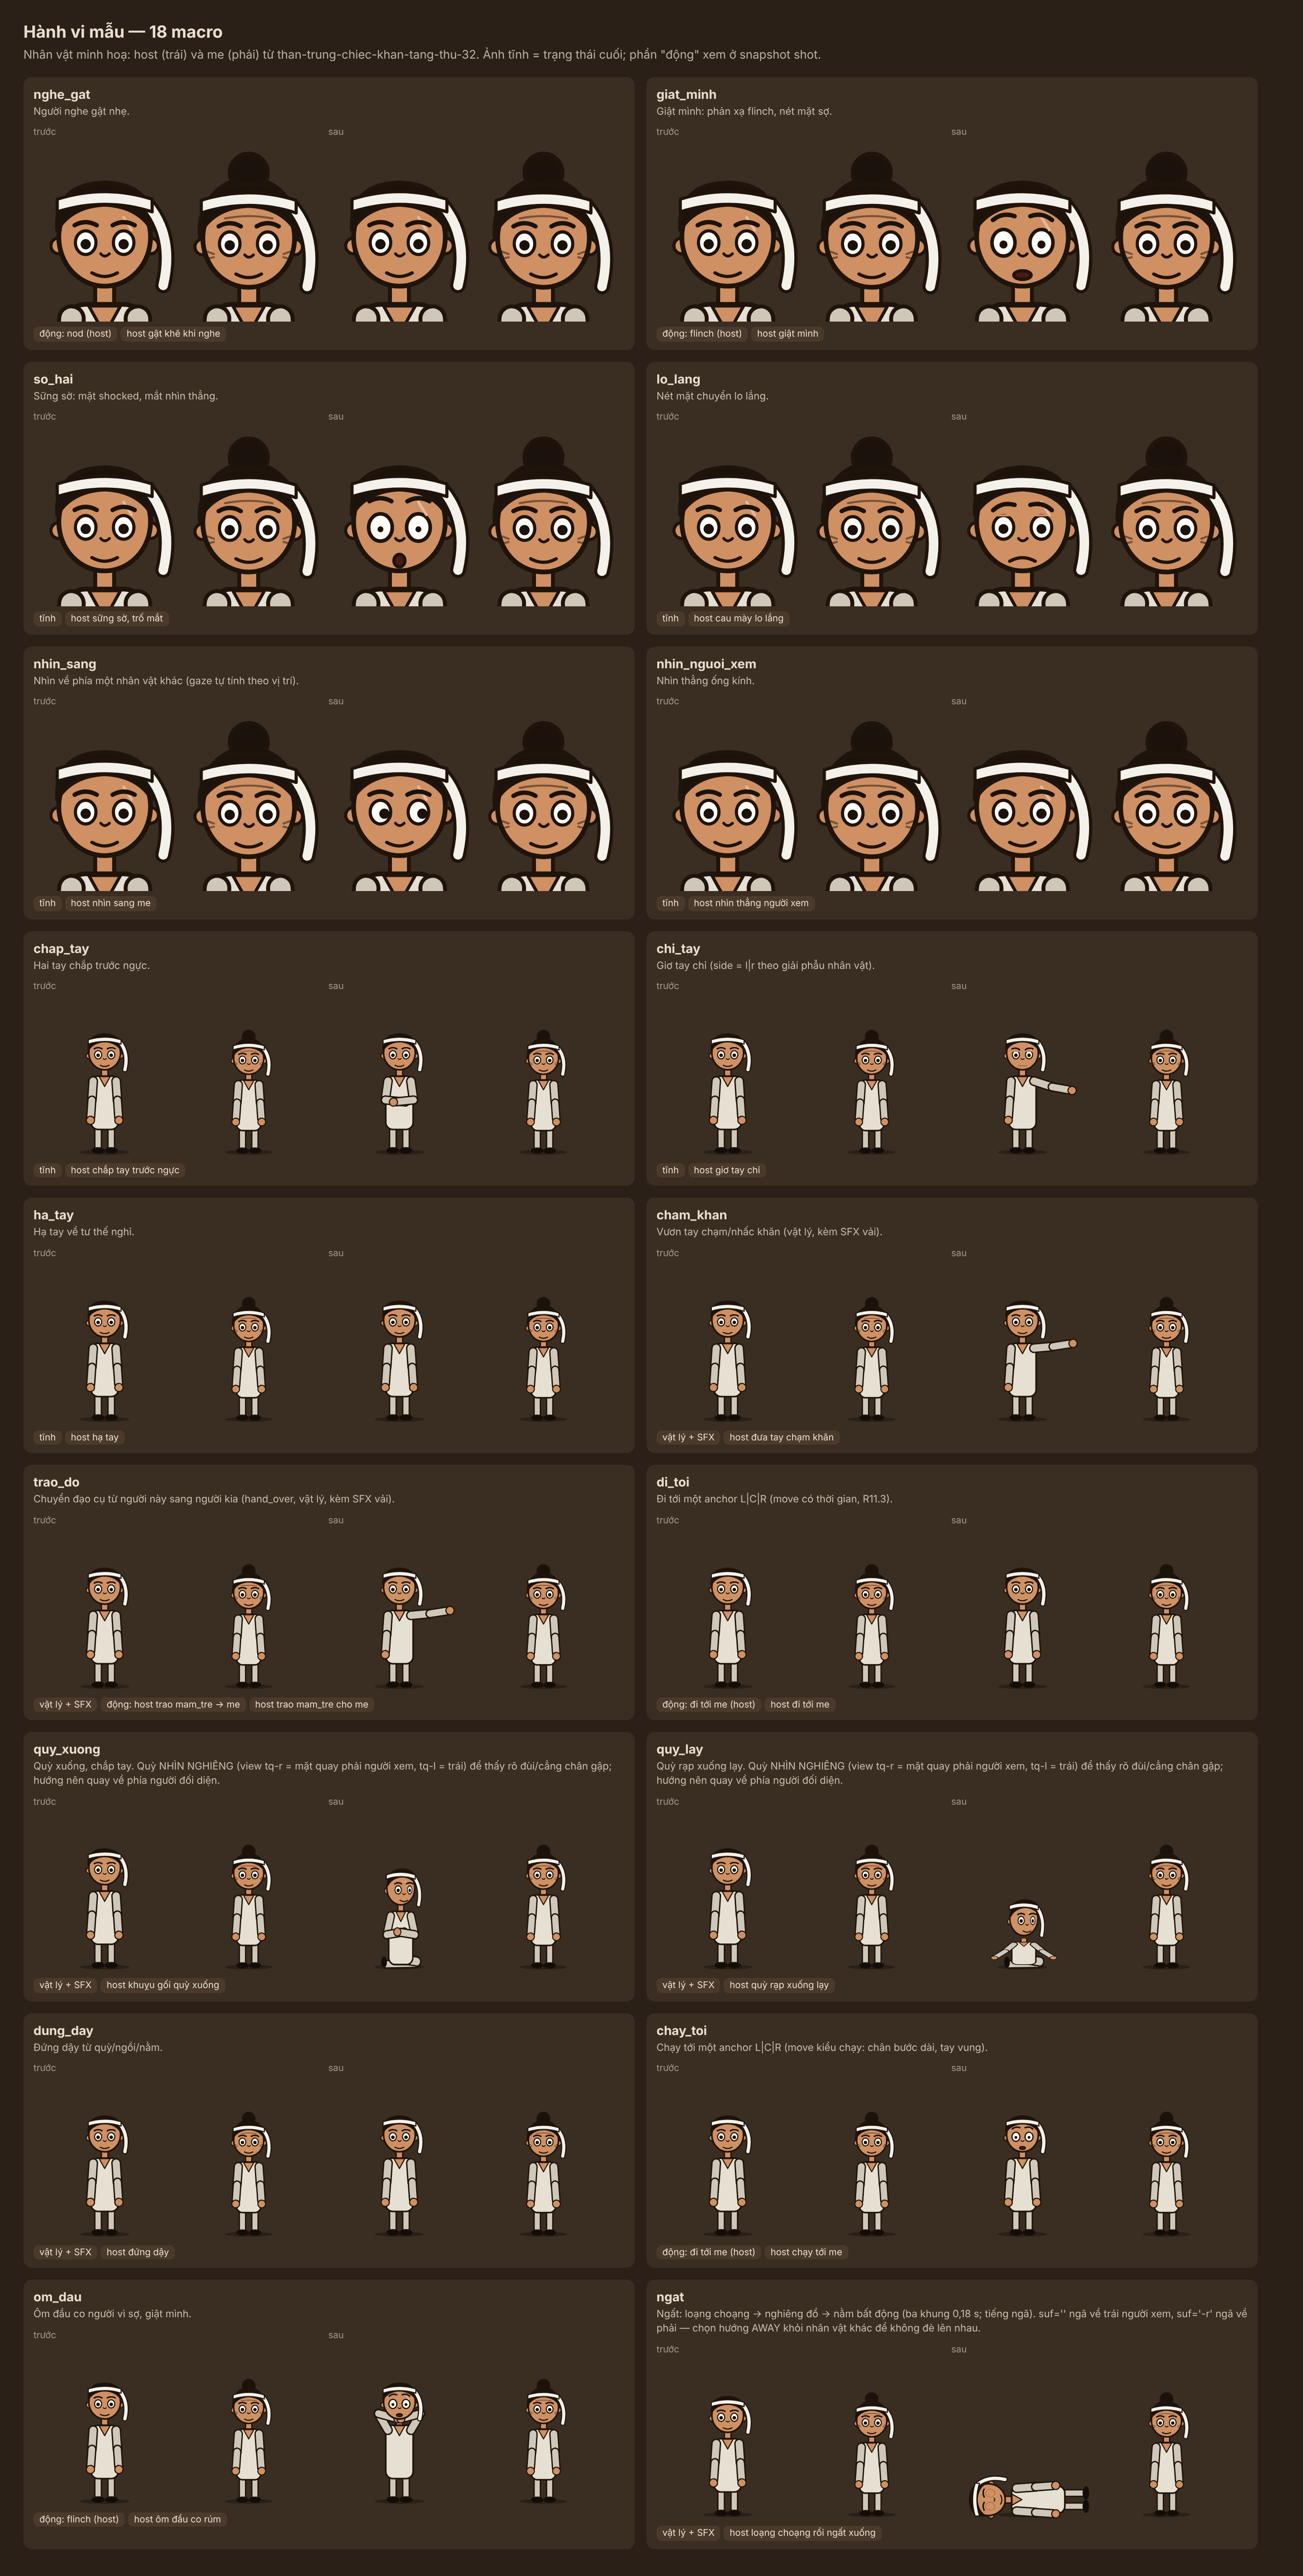 Hành vi mẫu — 18 macro
Nhân vật minh hoạ: host (trái) và me (phải) từ than-trung-chiec-khan-tang-thu-32. Ảnh tĩnh = trạng thái cuối; phần "động" xem ở snapshot shot.
nghe_gat
Người nghe gật nhẹ.
trước
sau
động: nod (host)
host gật khẽ khi nghe
giat_minh
Giật mình: phản xạ flinch, nét mặt sợ.
trước
sau
động: flinch (host)
host giật mình
so_hai
Sững sờ: mặt shocked, mắt nhìn thẳng.
trước
sau
tĩnh
host sững sờ, trố mắt
lo_lang
Nét mặt chuyển lo lắng.
trước
sau
tĩnh
host cau mày lo lắng
nhin_sang
Nhìn về phía một nhân vật khác (gaze tự tính theo vị trí).
trước
sau
tĩnh
host nhìn sang me
nhin_nguoi_xem
Nhìn thẳng ống kính.
trước
sau
tĩnh
host nhìn thẳng người xem
chap_tay
Hai tay chắp trước ngực.
trước
sau
tĩnh
host chắp tay trước ngực
chi_tay
Giơ tay chỉ (side = l|r theo giải phẫu nhân vật).
trước
sau
tĩnh
host giơ tay chỉ
ha_tay
Hạ tay về tư thế nghỉ.
trước
sau
tĩnh
host hạ tay
cham_khan
Vươn tay chạm/nhấc khăn (vật lý, kèm SFX vải).
trước
sau
vật lý + SFX
host đưa tay chạm khăn
trao_do
Chuyển đạo cụ từ người này sang người kia (hand_over, vật lý, kèm SFX vải).
trước
sau
vật lý + SFX
động: host trao mam_tre → me
host trao mam_tre cho me
di_toi
Đi tới một anchor L|C|R (move có thời gian, R11.3).
trước
sau
động: đi tới me (host)
host đi tới me
quy_xuong
Quỳ xuống, chắp tay. Quỳ NHÌN NGHIÊNG (view tq-r = mặt quay phải người xem, tq-l = trái) để thấy rõ đùi/cẳng chân gập;
hướng nên quay về phía người đối diện.
trước
sau
vật lý + SFX
host khuỵu gối quỳ xuống
quy_lay
Quỳ rạp xuống lạy. Quỳ NHÌN NGHIÊNG (view tq-r = mặt quay phải người xem, tq-l = trái) để thấy rõ đùi/cẳng chân gập;
hướng nên quay về phía người đối diện.
trước
sau
vật lý + SFX
host quỳ rạp xuống lạy
dung_day
Đứng dậy từ quỳ/ngồi/nằm.
trước
sau
vật lý + SFX
host đứng dậy
chay_toi
Chạy tới một anchor L|C|R (move kiểu chạy: chân bước dài, tay vung).
trước
sau
động: đi tới me (host)
host chạy tới me
om_dau
Ôm đầu co người vì sợ, giật mình.
trước
sau
động: flinch (host)
host ôm đầu co rúm
ngat
Ngất: loạng choạng → nghiêng đổ → nằm bất động (ba khung 0,18 s; tiếng ngã). suf='' ngã về trái người xem, suf='-r' ngã về
phải — chọn hướng AWAY khỏi nhân vật khác để không đè lên nhau.
trước
sau
vật lý + SFX
host loạng choạng rồi ngất xuống